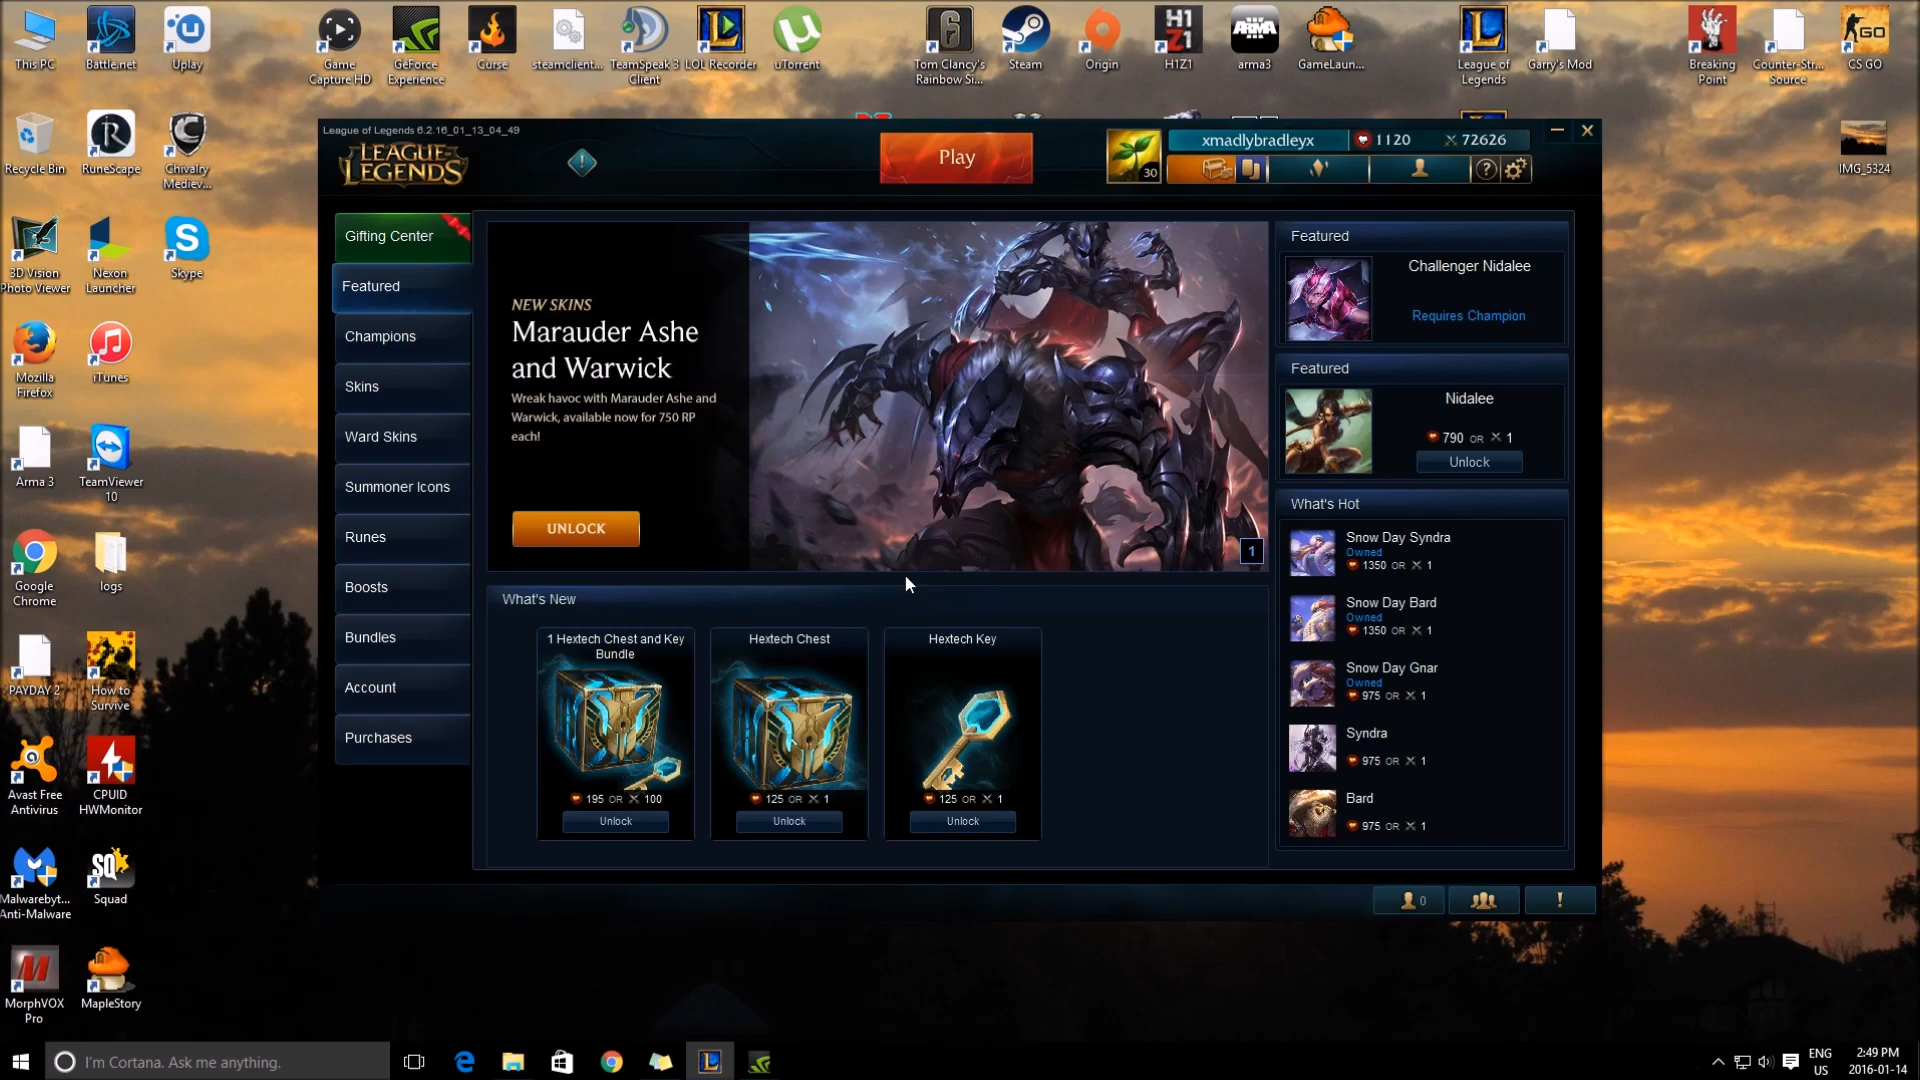 This PC
Battle.net
Uplay
Game
Capture HD
GeForce
Experience
Curse
steamclient...
TeamSpeak 3
Client
LOL Recorder
uTorrent
Tom Clancy's
Rainbow Si...
Steam
Origin
H1Z1
H1Z1
ARMA
arma3
GameLaun...
League of
Legends
Garry's Mod
Breaking
Point
Counter-Str...
Source
GO
CS GO
Recycle Bin
RuneScape
Chivalry
Mediev...
IMG_5324
3D Vision
Photo Viewer
Nexon
Launcher
Skype
Mozilla
Firefox
iTunes
Arma 3
TeamViewer
10
Google
Chrome
logs
PAYDAY 2
How to
Survive
Avast Free
Antivirus
CPUID
HWMonitor
Malwarebyt...
Anti-Malware
SQ
Squad
MorphVOX
Pro
MapleStory
League of Legends 6.2.16_01_13_04_49
LEAGUE OF
LEGENDS
Play
30
xmadlybradleyx
1120
72626
?
Gifting Center
Featured
Champions
Skins
Ward Skins
Summoner Icons
Runes
Boosts
Bundles
Account
Purchases
NEW SKINS
Marauder Ashe
and Warwick
Wreak havoc with Marauder Ashe and
Warwick, available now for 750 RP
each!
UNLOCK
1
What's New
1 Hextech Chest and Key
Bundle
195 OR 100
Unlock
Hextech Chest
125 OR 1
Unlock
Hextech Key
125 OR 1
Unlock
Featured
Challenger Nidalee
Requires Champion
Featured
Nidalee
790 OR 1
Unlock
What's Hot
Snow Day Syndra
Owned
1350 OR 1
Snow Day Bard
Owned
1350 OR 1
Snow Day Gnar
Owned
975 OR 1
Syndra
975 OR 1
Bard
975 OR 1
0
!
I'm Cortana. Ask me anything.
ENG
US
2:49 PM
2016-01-14